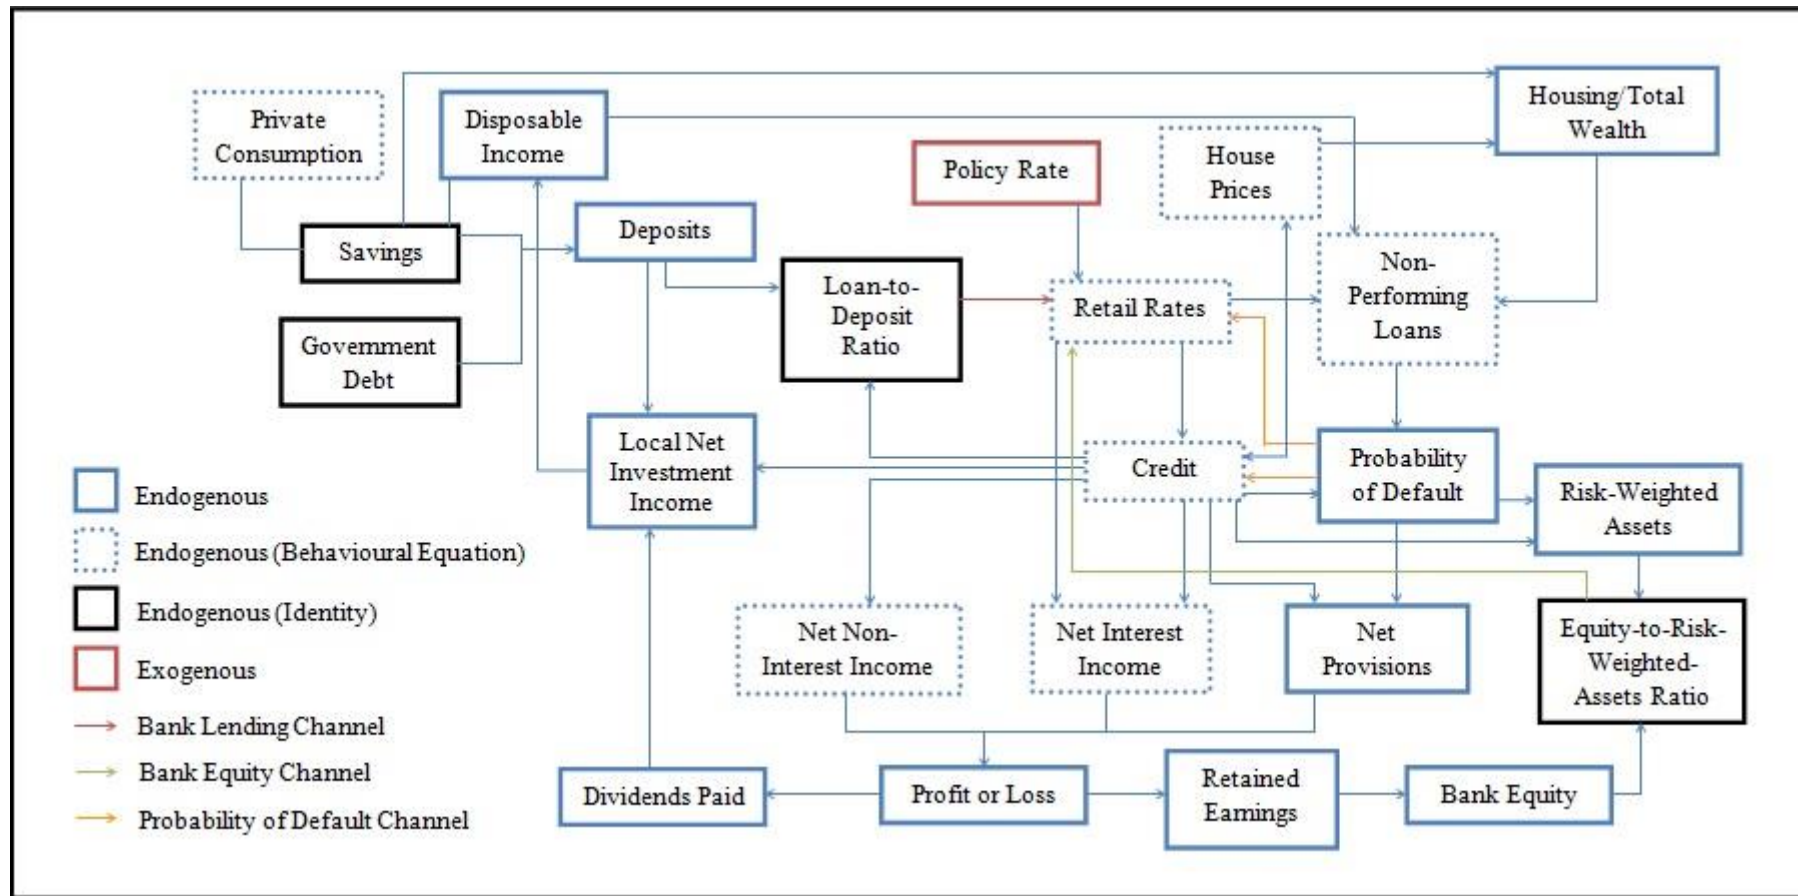 Private
Consumption
Disposable
Income
Housing/Total
Wealth
Policy Rate
House
Prices
Savings
Deposits
Loan-to-
Deposit
Ratio
Retail Rates
Non-
Performing
Loans
Government
Debt
Local Net
Investment
Income
Credit
Probability
of Default
Risk-Weighted
Assets
Endogenous
Endogenous (Behavioural Equation)
Endogenous (Identity)
Exogenous
Bank Lending Channel
Bank Equity Channel
Probability of Default Channel
Net Non-
Interest Income
Net Interest
Income
Net
Provisions
Equity-to-Risk-
Weighted-
Assets Ratio
Dividends Paid
Profit or Loss
Retained
Earnings
Bank Equity